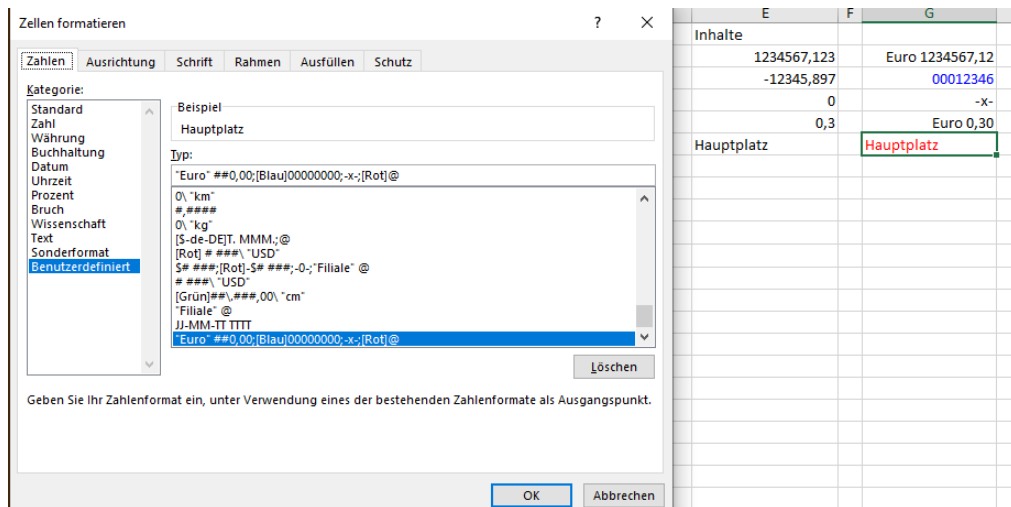 Zellen formatieren ? ×
Zahlen Ausrichtung Schrift Rahmen Ausfüllen Schutz
Kategorie:
Standard
Zahl
Währung
Buchhaltung
Datum
Uhrzeit
Prozent
Bruch
Wissenschaft
Text
Sonderformat
Benutzerdefiniert
Beispiel
Hauptplatz
Typ:
"Euro" ##0,00;[Blau]00000000;-x-;[Rot]@
0\ "km"
#,####
0\ "kg"
[$-de-DE]T. MMM.;@
[Rot] # ###\ "USD"
$# ###;[Rot]-$# ###;-0-;"Filiale" @
# ###\ "USD"
[Grün]##\.###,00\ "cm"
"Filiale" @
JJ-MM-TT TTTT
"Euro" ##0,00;[Blau]00000000;-x-;[Rot]@
Löschen
Geben Sie Ihr Zahlenformat ein, unter Verwendung eines der bestehenden Zahlenformate als Ausgangspunkt.
OK Abbrechen
E F G
Inhalte
1234567,123 Euro 1234567,12
-12345,897 00012346
0 -x-
0,3 Euro 0,30
Hauptplatz Hauptplatz